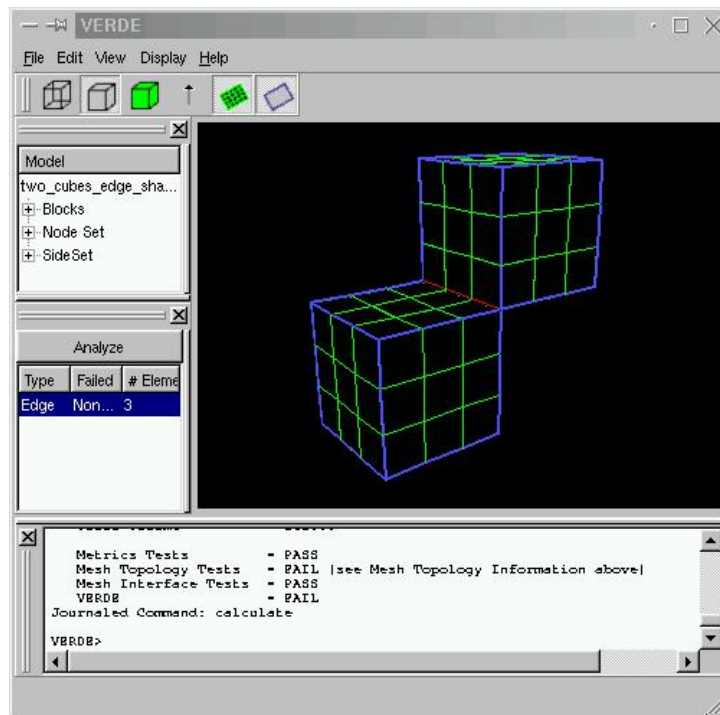 VERDE
File Edit View Display Help
Model
two_cubes_edge_sha...
Blocks
Node Set
SideSet
Analyze
Type Failed # Eleme
Edge Non... 3
Metrics Tests - PASS
Mesh Topology Tests - FAIL |see Mesh Topology Information above|
Mesh Interface Tests - PASS
VERDE - FAIL
Journaled Command: calculate
VERDE>